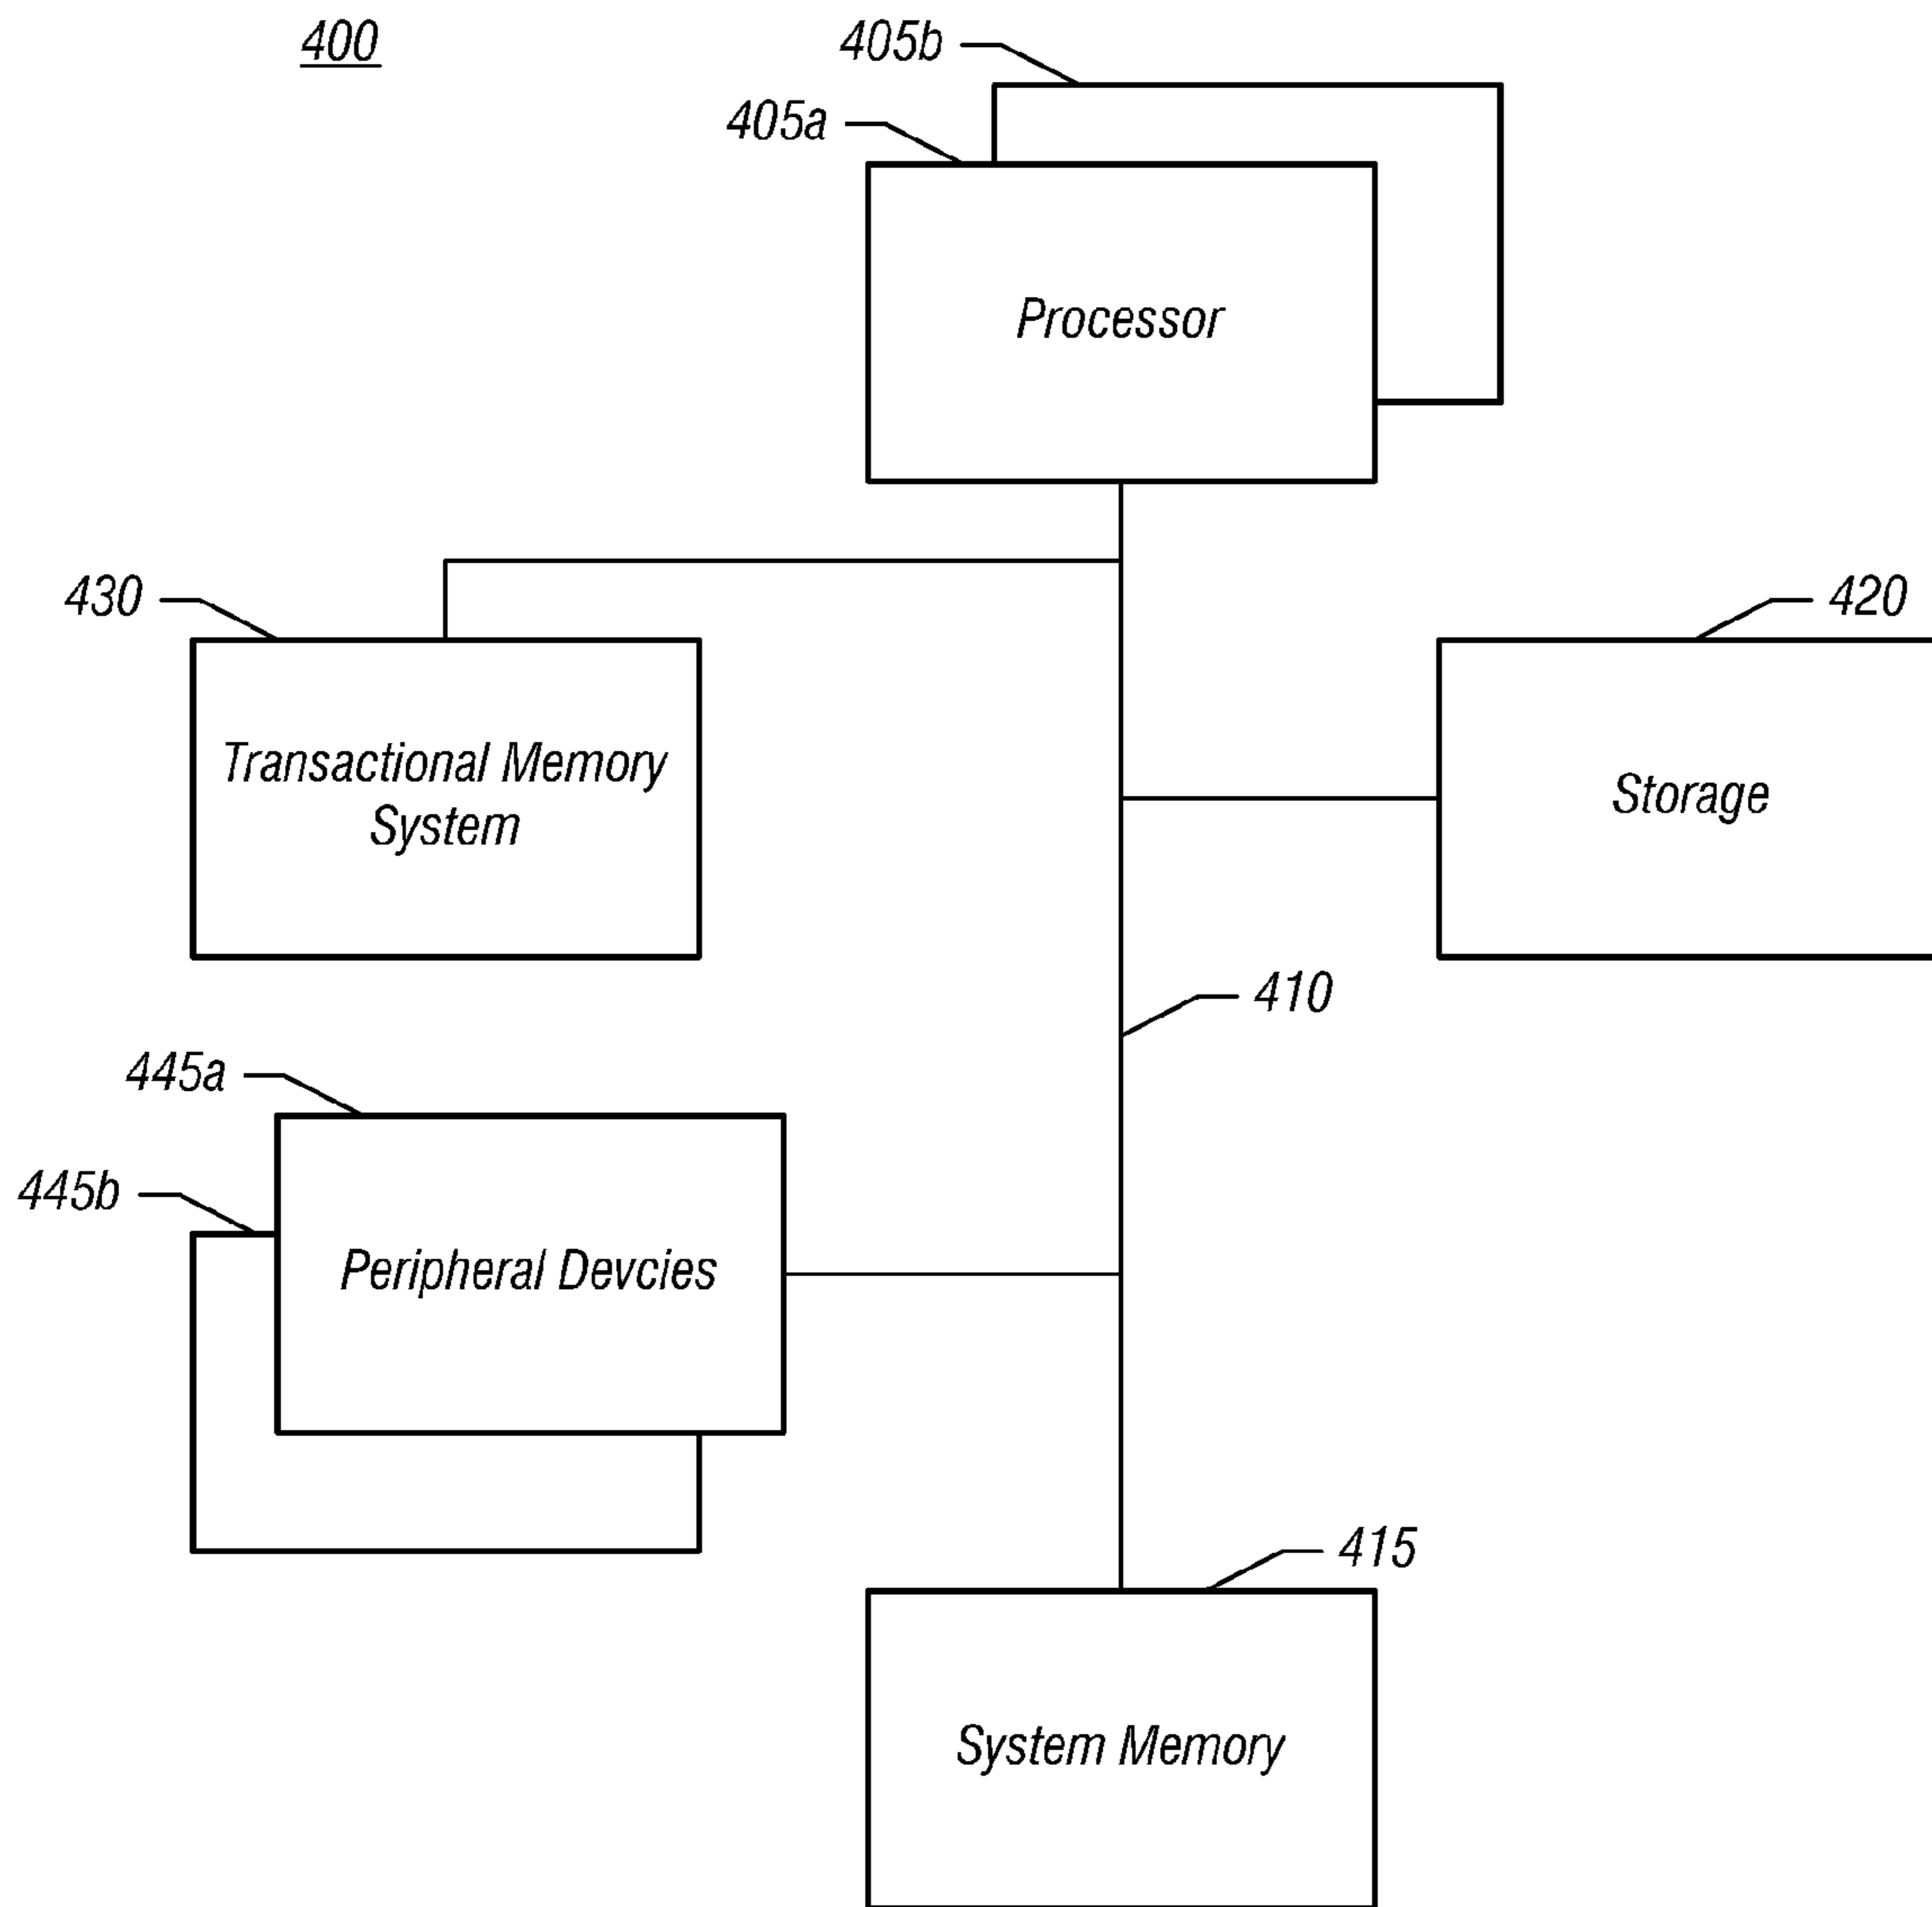 400
405b
405a
Processor
430
420
Transactional Memory
System
Storage
410
445a
445b
Peripheral Devcies
415
System Memory